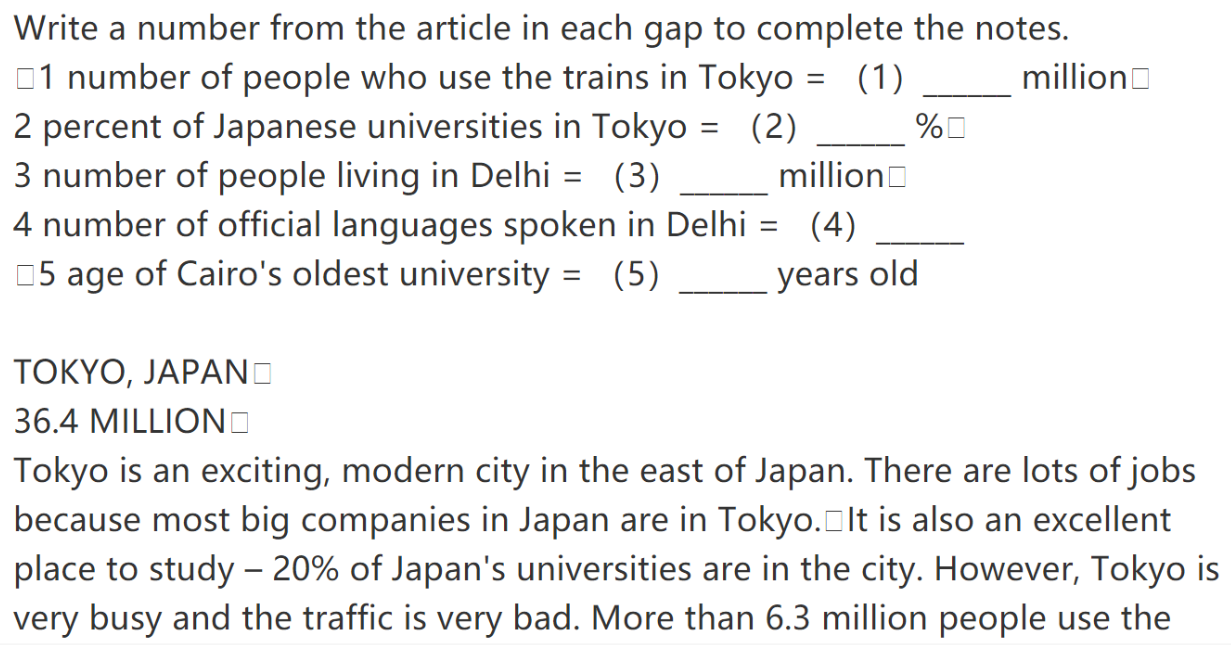 Write a number from the article in each gap to complete the notes.
□1 number of people who use the trains in Tokyo = (1) ______ million□
2 percent of Japanese universities in Tokyo = (2) ______ %□
3 number of people living in Delhi = (3) ______ million□
4 number of official languages spoken in Delhi = (4) ______
□5 age of Cairo's oldest university = (5) ______ years old
TOKYO, JAPAN□
36.4 MILLION□
Tokyo is an exciting, modern city in the east of Japan. There are lots of jobs
because most big companies in Japan are in Tokyo.□It is also an excellent
place to study – 20% of Japan's universities are in the city. However, Tokyo is
very busy and the traffic is very bad. More than 6.3 million people use the